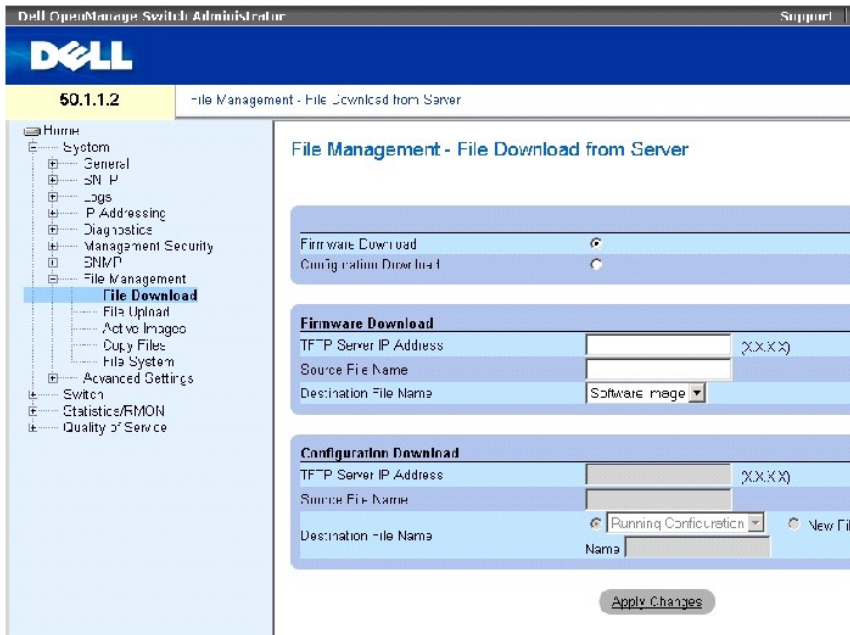 Dell OpenManage Switch Administrator
Support
DELL
50.1.1.2
File Management - File Download from Server
Home
System
General
SNTP
Logs
IP Addressing
Diagnostics
Management Security
SNMP
File Management
File Download
File Upload
Active Images
Copy Files
File System
Advanced Settings
Switch
Statistics/RMON
Quality of Service
File Management - File Download from Server
Firmware Download
Configuration Download
Firmware Download
TFTP Server IP Address
(X.X.X.X)
Source File Name
Destination File Name
Software Image
Configuration Download
TFTP Server IP Address
(X.X.X.X)
Source File Name
Destination File Name
Running Configuration
New Fil
Name
Apply Changes